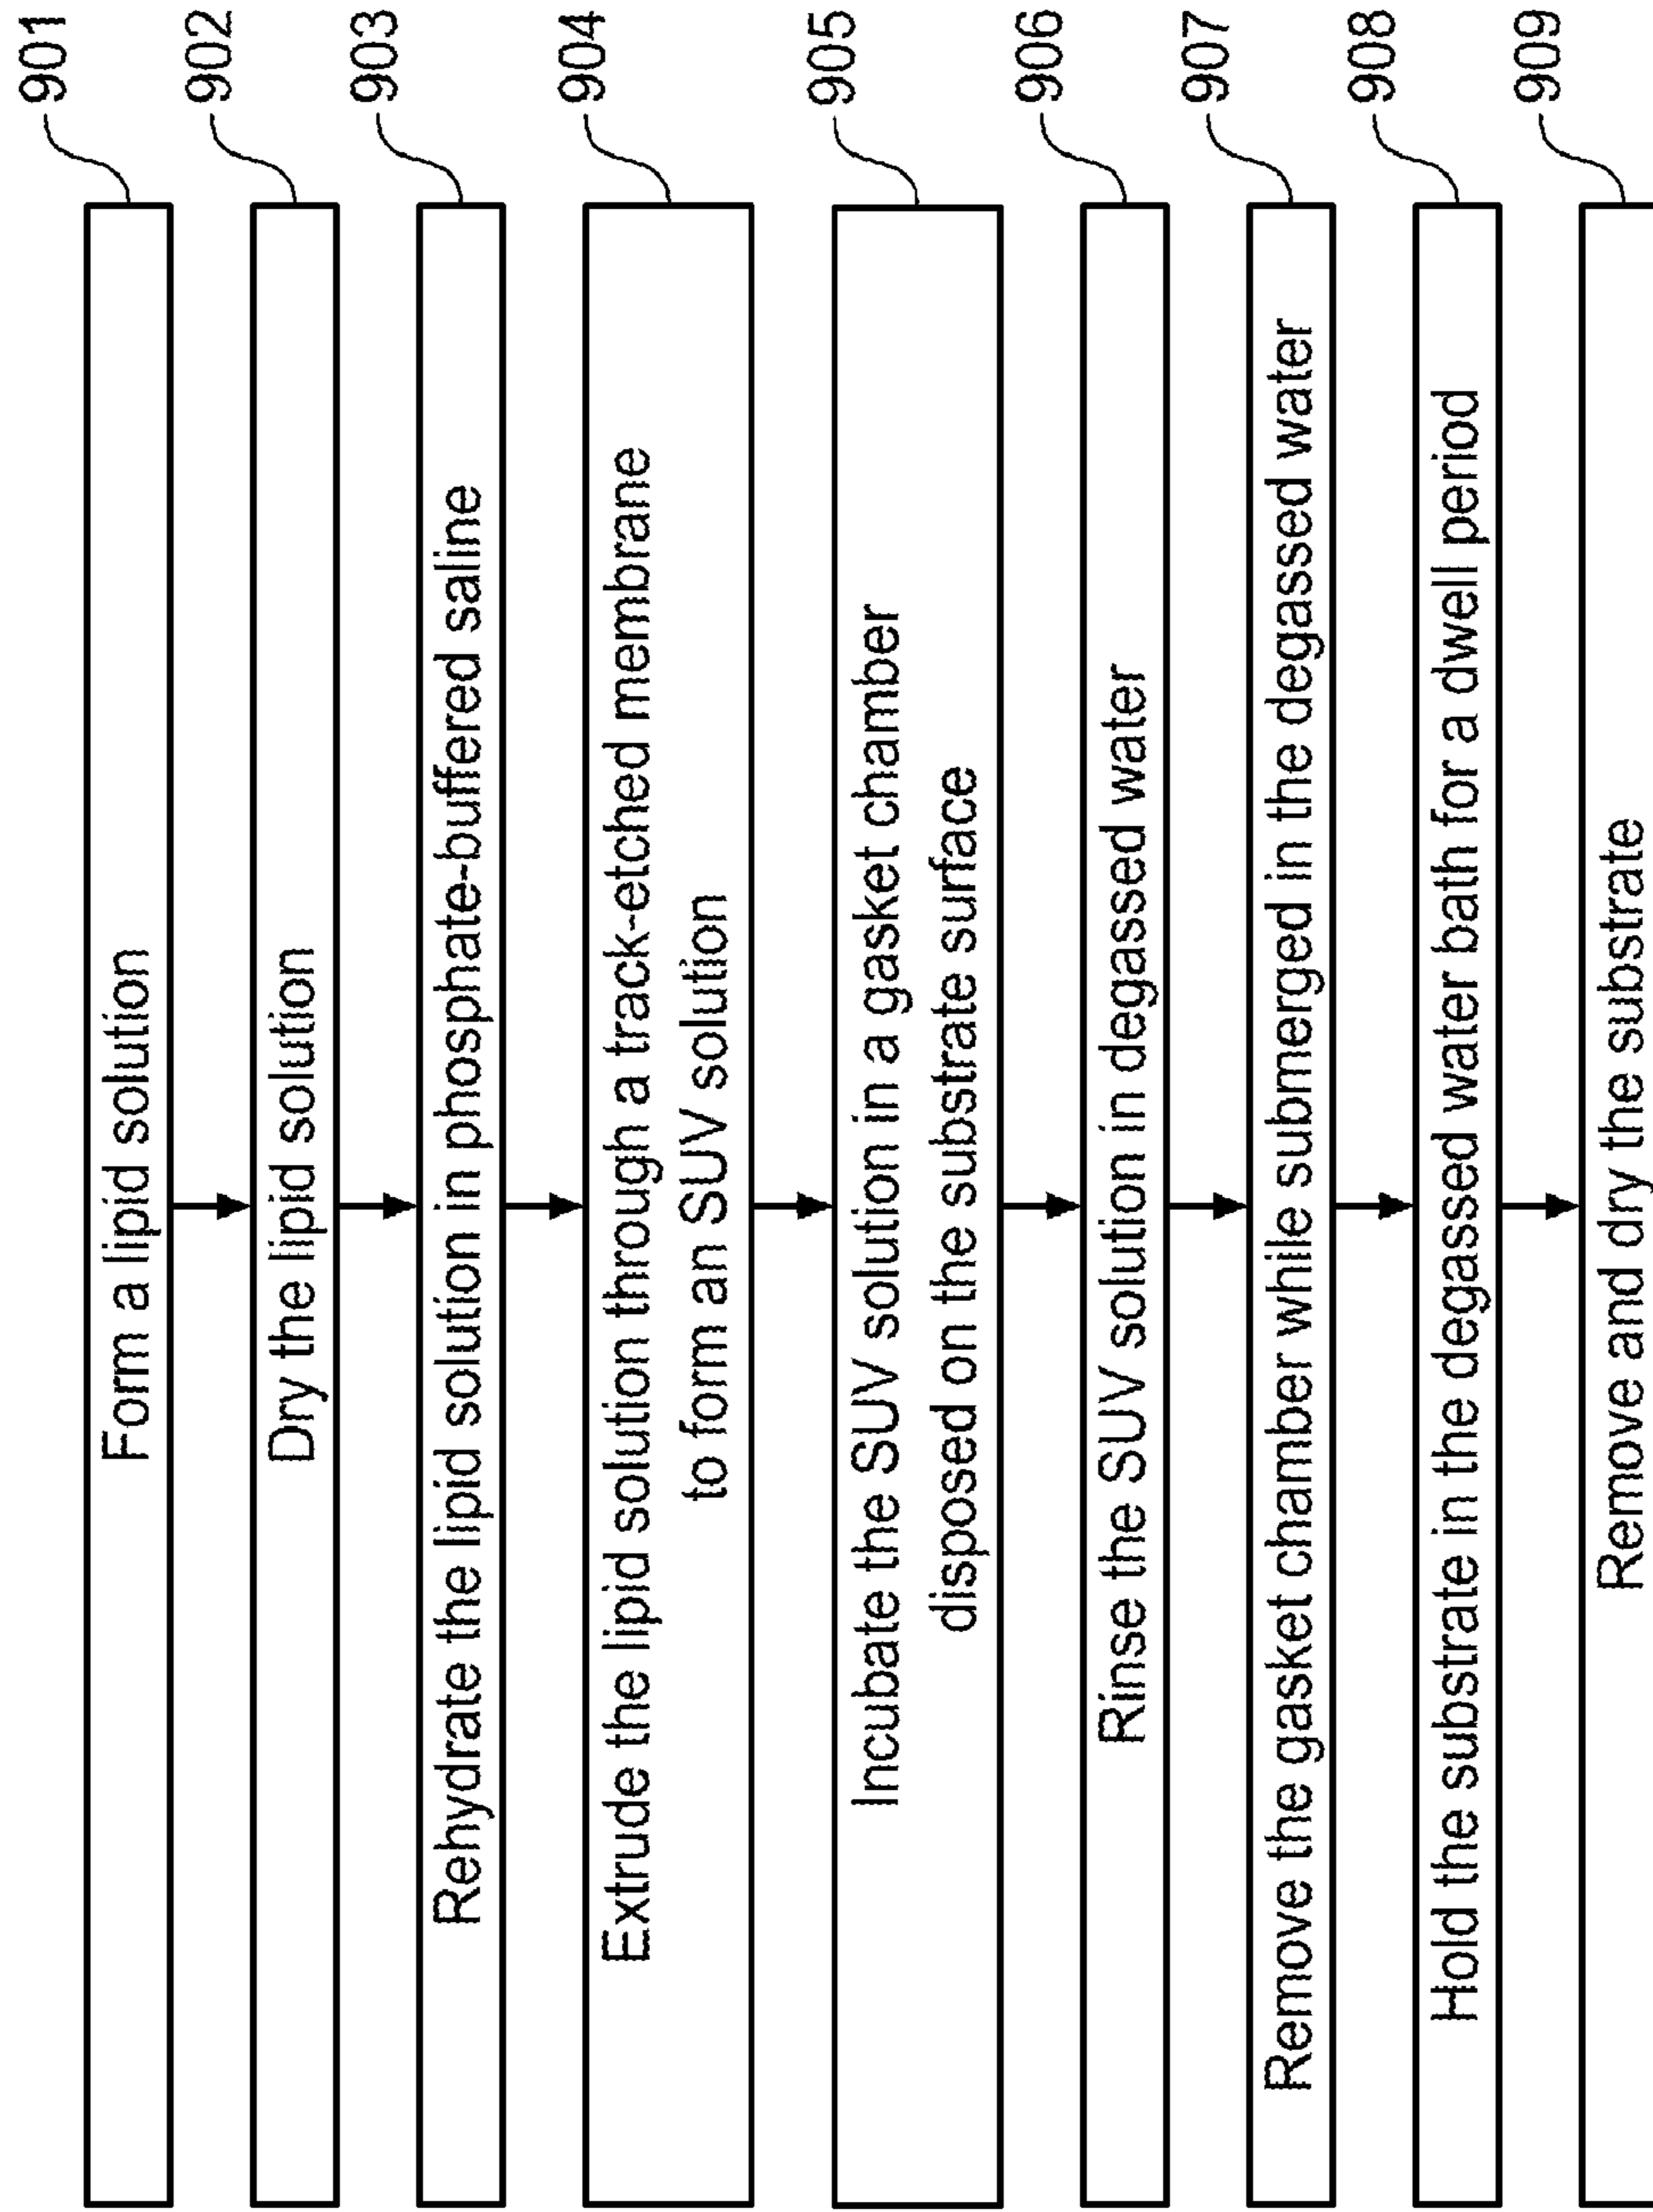 Form a lipid solution
901
Dry the lipid solution
902
Rehydrate the lipid solution in phosphate-buffered saline
903
Extrude the lipid solution through a track-etched membrane
to form an SUV solution
904
Incubate the SUV solution in a gasket chamber
disposed on the substrate surface
905
Rinse the SUV solution in degassed water
906
Remove the gasket chamber while submerged in the degassed water
907
Hold the substrate in the degassed water bath for a dwell period
908
Remove and dry the substrate
909